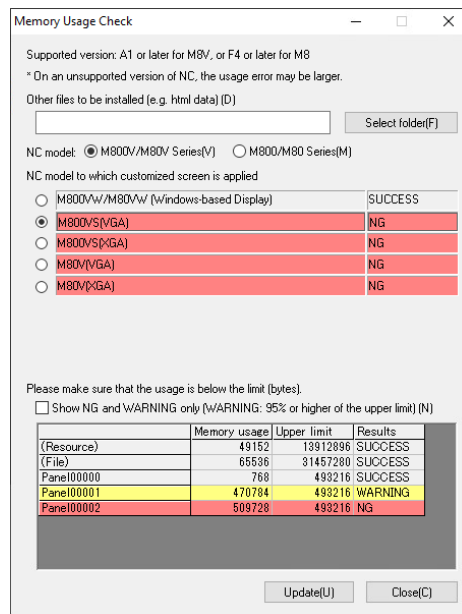 Memory Usage Check
Supported version: A1 or later for M8V, or F4 or later for M8
* On an unsupported version of NC, the usage error may be larger.
Other files to be installed (e.g. html data) (D)
Select folder(F)
NC model: M800V/M80V Series(V) M800/M80 Series(M)
NC model to which customized screen is applied
M800VW/M80VW (Windows-based Display) SUCCESS
M800VS(VGA) NG
M800VS(XGA) NG
M80V(VGA) NG
M80V(XGA) NG
Please make sure that the usage is below the limit (bytes).
Show NG and WARNING only (WARNING: 95% or higher of the upper limit) (N)
Memory usage Upper limit Results
(Resource) 49152 13912896 SUCCESS
(File) 65536 31457280 SUCCESS
Panel00000 768 493216 SUCCESS
Panel00001 470784 493216 WARNING
Panel00002 509728 493216 NG
Update(U) Close(C)